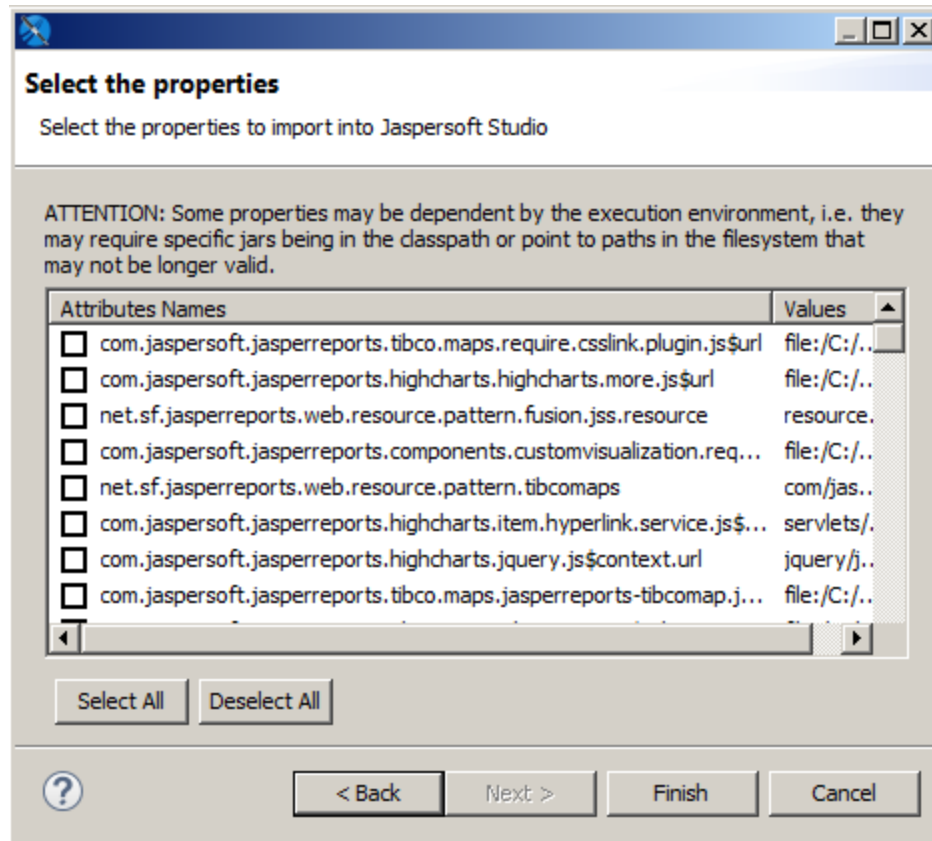 Select the properties
Select the properties to import into Jaspersoft Studio
ATTENTION: Some properties may be dependent by the execution environment, i.e. they
may require specific jars being in the classpath or point to paths in the filesystem that
may not be longer valid.
Attributes Names Values
com.jaspersoft.jasperreports.tibco.maps.require.csslink.plugin.js$url file:/C:/..
com.jaspersoft.jasperreports.highcharts.highcharts.more.js$url file:/C:/..
net.sf.jasperreports.web.resource.pattern.fusion.jss.resource resource.
com.jaspersoft.jasperreports.components.customvisualization.req... file:/C:/..
net.sf.jasperreports.web.resource.pattern.tibcomaps com/jas..
com.jaspersoft.jasperreports.highcharts.item.hyperlink.service.js$... servlets/.
com.jaspersoft.jasperreports.highcharts.jquery.js$context.url jquery/j..
com.jaspersoft.jasperreports.tibco.maps.jasperreports-tibcomap.j... file:/C:/..
Select All Deselect All
? < Back Next > Finish Cancel